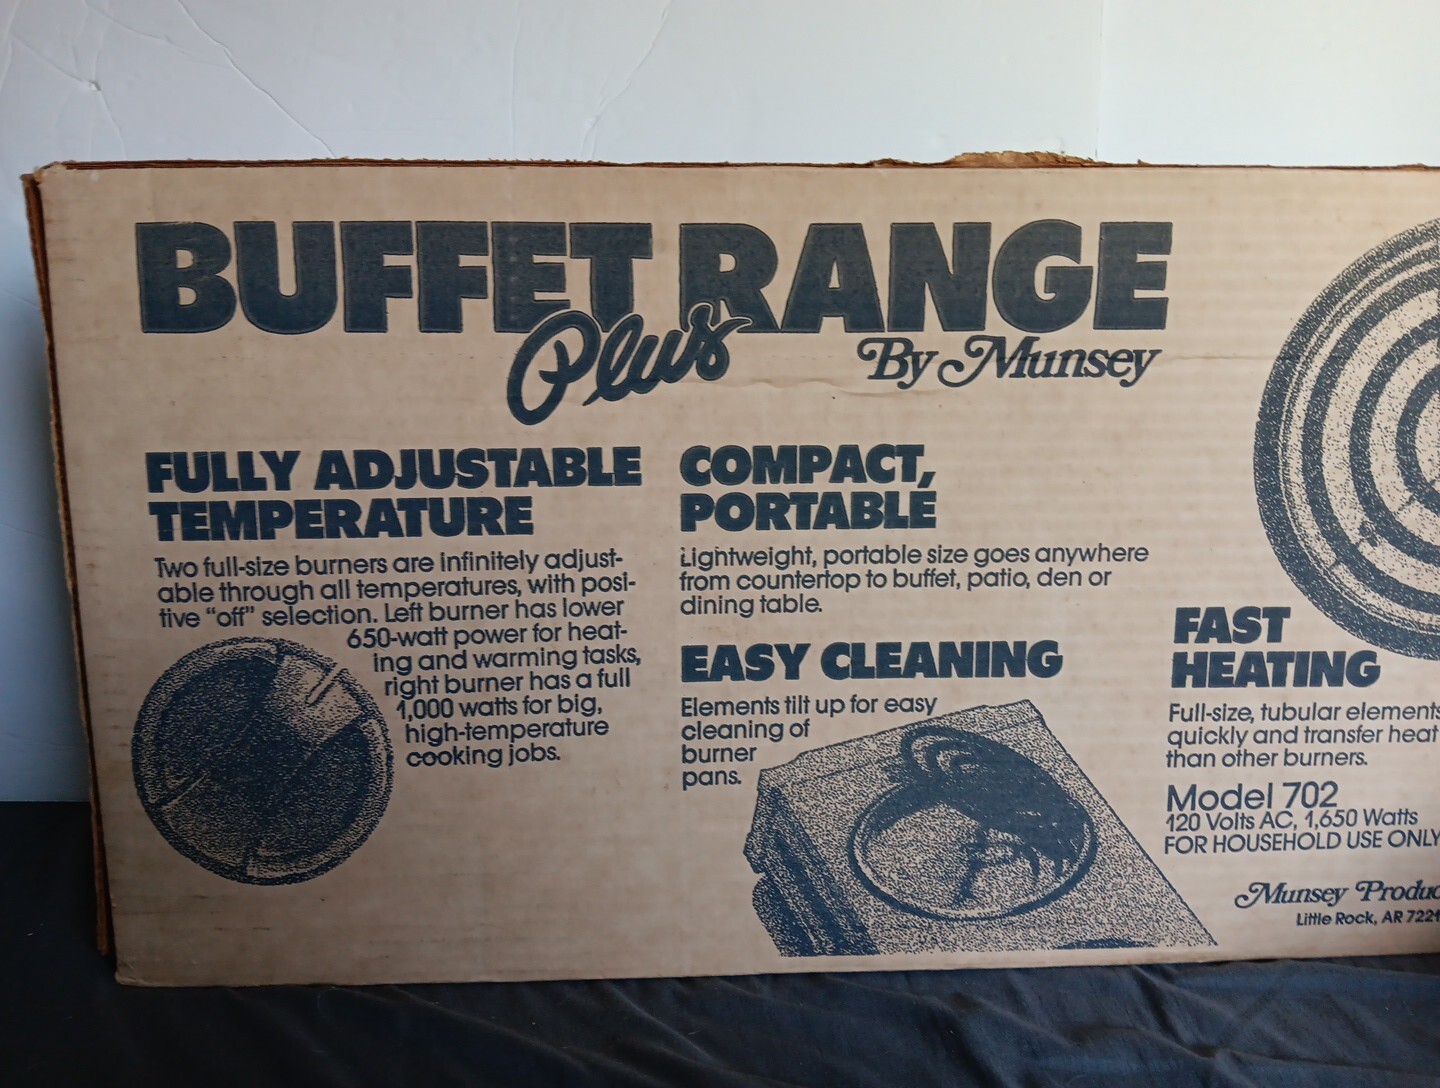 BUFFET RANGE
Plus
By Munsey
FULLY ADJUSTABLE
TEMPERATURE
Two full-size burners are infinitely adjust-
able through all temperatures, with posi-
tive "off" selection. Left burner has lower
650-watt power for heat-
ing and warming tasks,
right burner has a full
1,000 watts for big,
high-temperature
cooking jobs.
COMPACT,
PORTABLE
Lightweight, portable size goes anywhere
from countertop to buffet, patio, den or
dining table.
EASY CLEANING
Elements tilt up for easy
cleaning of
burner
pans.
FAST
HEATING
Full-size, tubular elements
quickly and transfer heat
than other burners.
Model 702
120 Volts AC, 1,650 Watts
FOR HOUSEHOLD USE ONLY
Munsey
Little Rock, AR